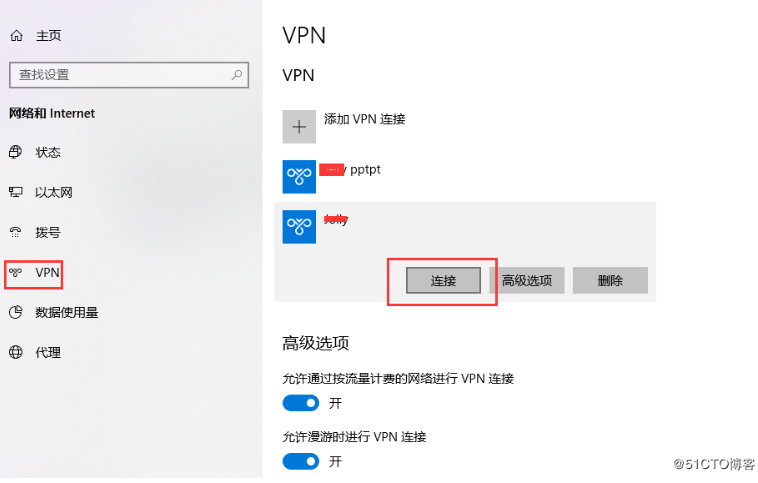 主页
查找设置
网络和 Internet
状态
以太网
拨号
VPN
数据使用量
代理
VPN
VPN
添加 VPN 连接
pptpt
连接
高级选项
删除
高级选项
允许通过按流量计费的网络进行 VPN 连接
开
允许漫游时进行 VPN 连接
开
@51CTO博客